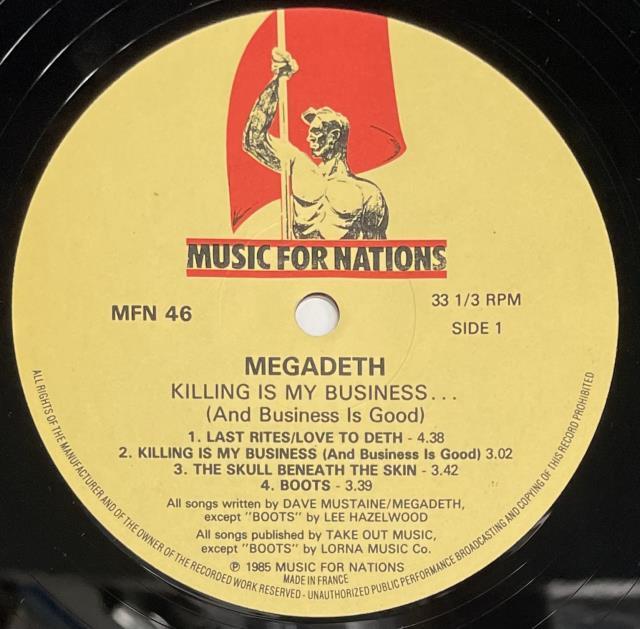 MUSIC FOR NATIONS
MFN 46
33 1/3 RPM
SIDE 1
MEGADETH
KILLING IS MY BUSINESS...
(And Business Is Good)
1. LAST RITES/LOVE TO DETH - 4.38
2. KILLING IS MY BUSINESS (And Business Is Good) 3.02
3. THE SKULL BENEATH THE SKIN - 3.42
4. BOOTS - 3.39
All songs written by DAVE MUSTAINE/MEGADETH,
except "BOOTS" by LEE HAZELWOOD
All songs published by TAKE OUT MUSIC,
except "BOOTS" by LORNA MUSIC Co.
℗ 1985 MUSIC FOR NATIONS
MADE IN FRANCE
ALL RIGHTS OF THE MANUFACTURER AND OF THE OWNER OF THE RECORDED WORK RESERVED - UNAUTHORIZED PUBLIC PERFORMANCE BROADCASTING AND COPYING OF THIS RECORD PROHIBITED